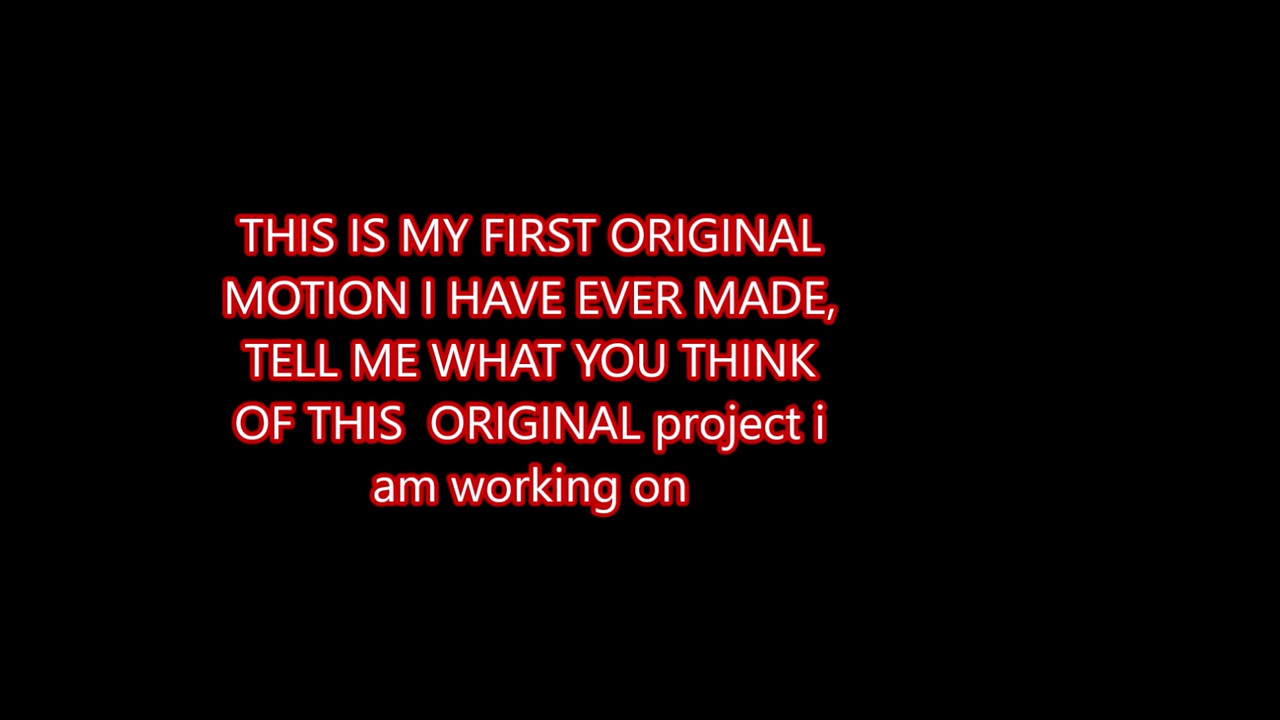 THIS IS MY FIRST ORIGINAL
MOTION I HAVE EVER MADE,
TELL ME WHAT YOU THINK
OF THIS  ORIGINAL project i
am working on